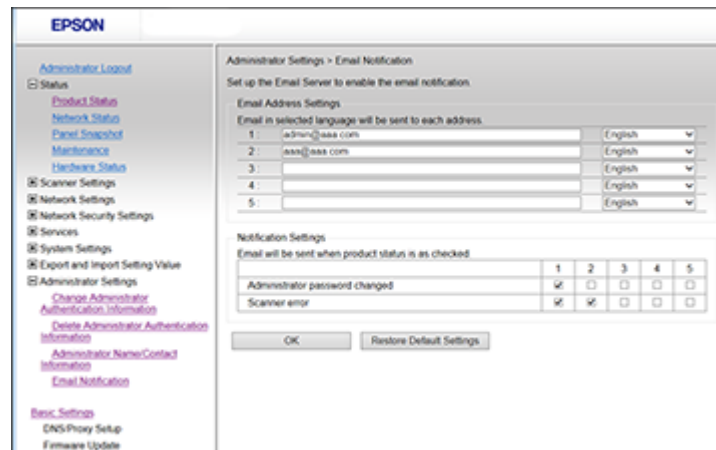 EPSON
Administrator Logout
Status
Product Status
Network Status
Panel Snapshot
Maintenance
Hardware Status
Scanner Settings
Network Settings
Network Security Settings
Services
System Settings
Export and Import Setting Value
Administrator Settings
Change Administrator
Authentication Information
Delete Administrator Authentication
Information
Administrator Name/Contact
Information
Email Notification
Basic Settings
DNS/Proxy Setup
Firmware Update
Administrator Settings > Email Notification
Set up the Email Server to enable the email notification.
Email Address Settings
Email in selected language will be sent to each address.
1 : admin@aaa.com English
2 : aaa@aaa.com English
3 : English
4 : English
5 : English
Notification Settings
Email will be sent when product status is as checked.
1 2 3 4 5
Administrator password changed
Scanner error
OK Restore Default Settings